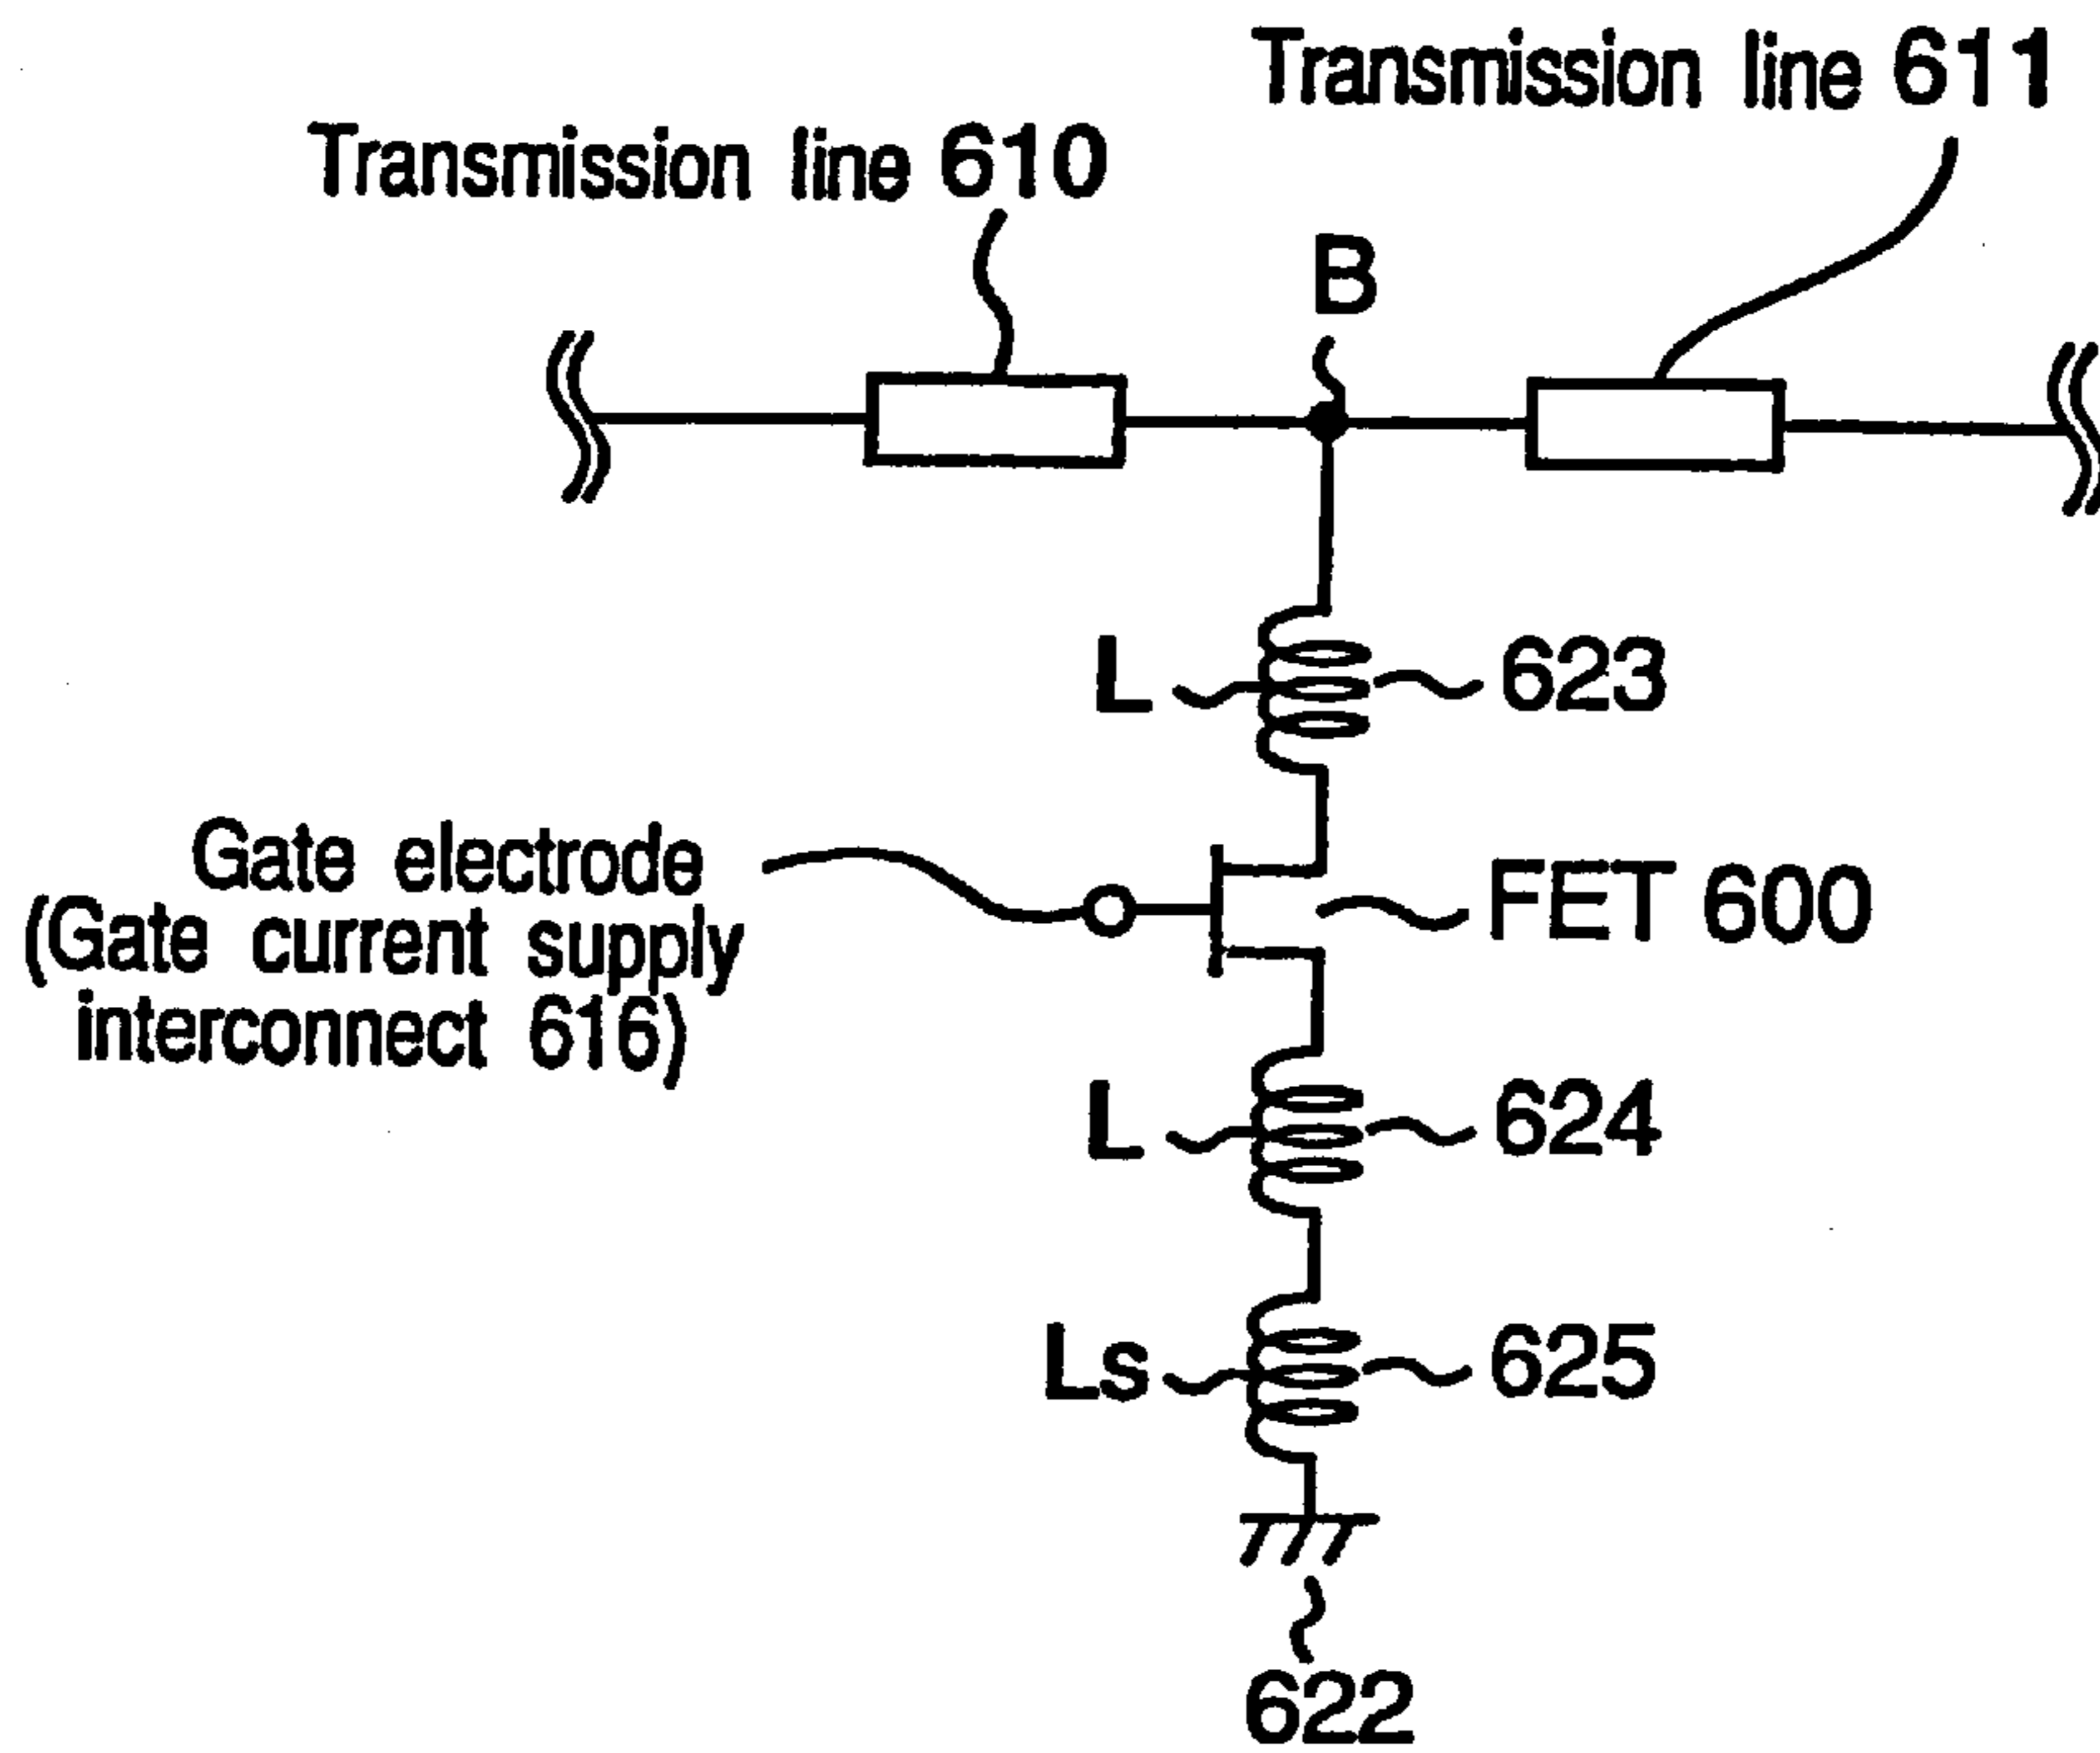 Transmission line 611
Transmission line 610
B
L
623
Gate electrode
(Gate current supply
interconnect 616)
FET 600
L
624
Ls
625
622